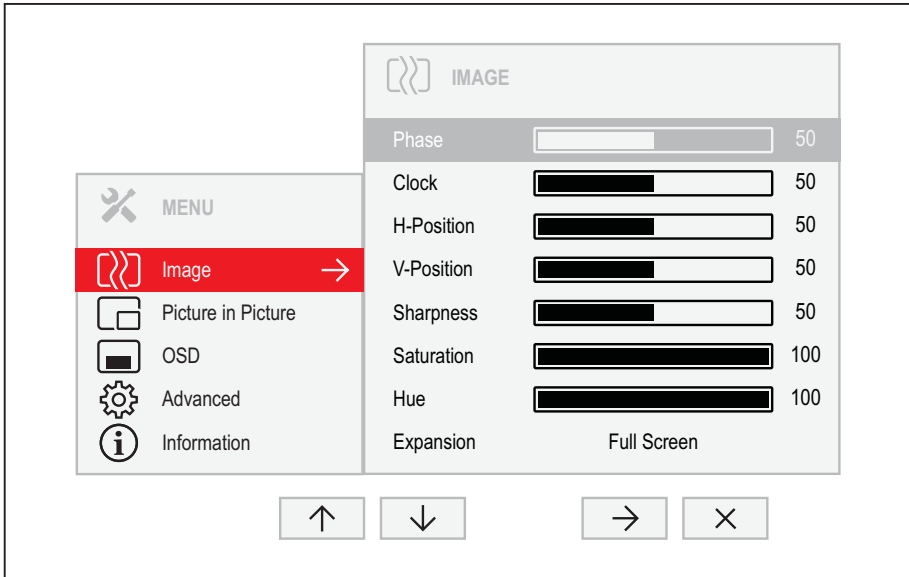 MENU
Image
Picture in Picture
OSD
Advanced
Information
IMAGE
Phase 50
Clock 50
H-Position 50
V-Position 50
Sharpness 50
Saturation 100
Hue 100
Expansion Full Screen